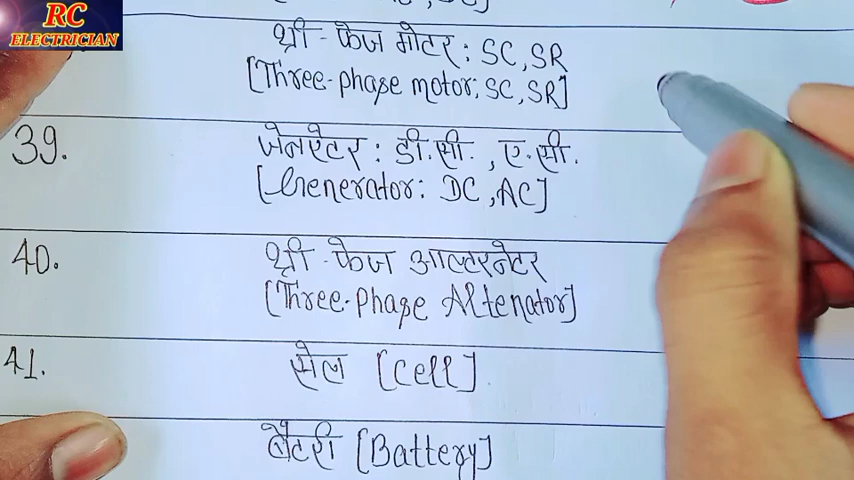 RC
ELECTRICIAN
थ्री - फेज मोटर : SC, SR
[Three-phase motor: SC, SR]
39. जेनरेटर : डी.सी. , ए.सी.
[Generator: DC, AC]
40. थ्री - फेज आल्टरनेटर
[Three-Phase Altenator]
41. सेल [Cell]
बैटरी [Battery]